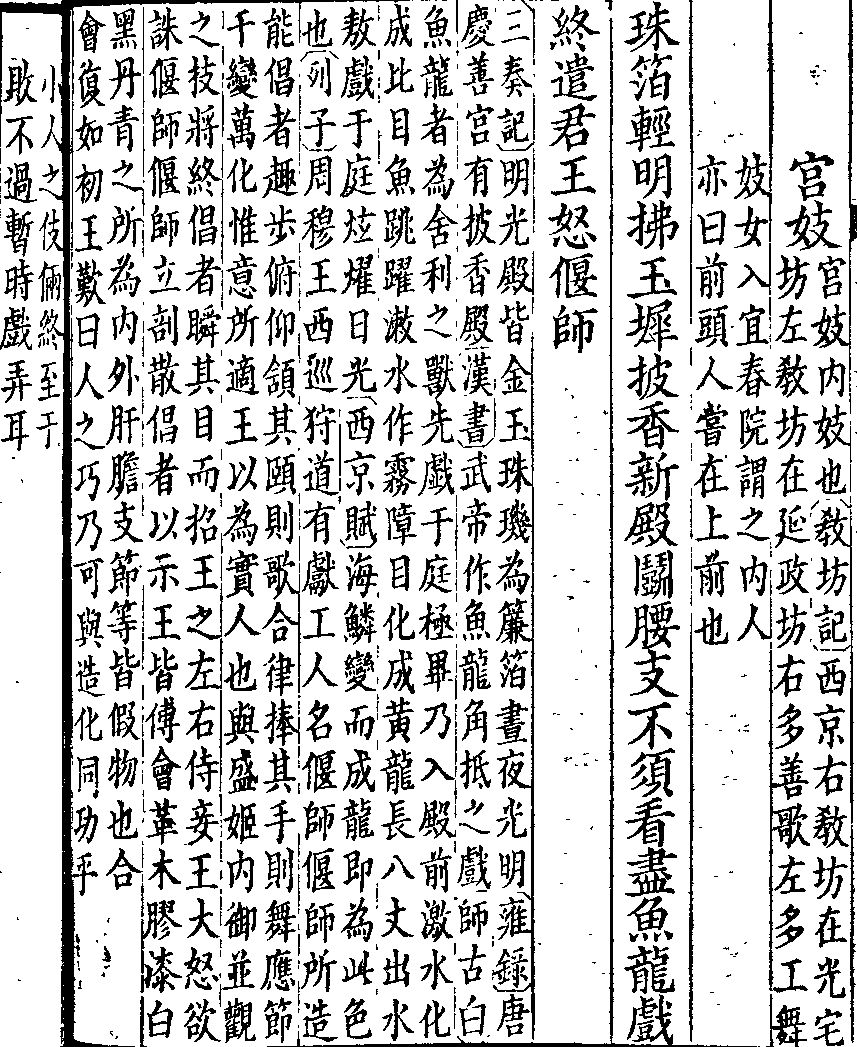 宮妓
宮妓内妓也教坊記西京右教坊在光宅
坊左教坊在延政坊右多善歌左多工舞
妓女入宜春院謂之内人
亦曰前頭人嘗在上前也
珠箔輕明拂玉墀披香新殿鬭腰支不須看盡魚龍戲
終遣君王怒偃師
三奏記明光殿皆金玉珠璣為簾箔晝夜光明雍録唐
慶善宮有披香殿漢書武帝作魚龍角抵之戲師古曰
魚龍者為舍利之獸先戲于庭極畢乃入殿前激水化
成比目魚跳躍漱水作霧障目化成黃龍長八丈出水
敖戲于庭炫燿日光西京賦海鱗變而成龍即為此色
也列子周穆王西巡狩道有獻工人名偃師偃師所造
能倡者趣步俯仰頷其頤則歌合律捧其手則舞應節
千變萬化惟意所適王以為實人也與盛姬内御並觀
之技將終倡者瞬其目而招王之左右侍妾王大怒欲
誅偃師偃師立剖散倡者以示王皆傅會革木膠漆白
黑丹青之所為内外肝膽支節等皆假物也合
會復如初王歎曰人之巧乃可與造化同功乎
小人之伎倆終至于
敗不過暫時戲弄耳